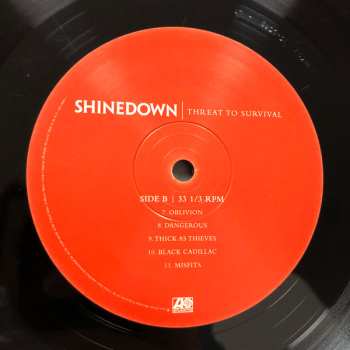 SHINEDOWN | THREAT TO SURVIVAL
SIDE B | 33 1/3 RPM
7. OBLIVION
8. DANGEROUS
9. THICK AS THIEVES
10. BLACK CADILLAC
11. MISFITS